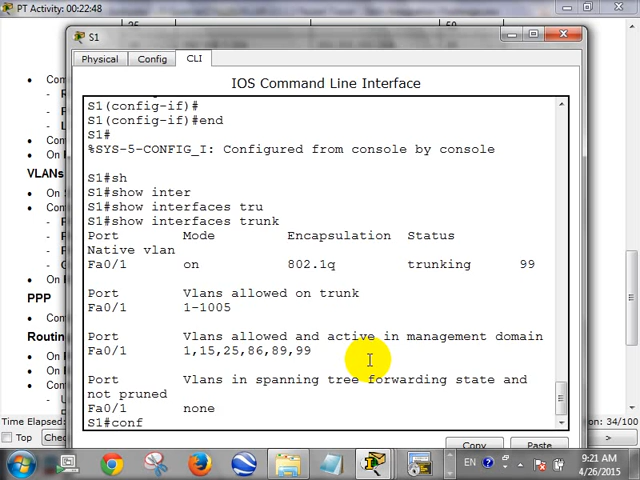 PT Activity: 00:22:48
25
50
S1
Physical
Config
CLI
IOS Command Line Interface
S1(config-if)#
S1(config-if)#end
S1#
%SYS-5-CONFIG_I: Configured from console by console
S1#sh
S1#show inter
S1#show interfaces tru
S1#show interfaces trunk
Port Mode Encapsulation Status
Native vlan
Fa0/1 on 802.1q trunking 99
Port Vlans allowed on trunk
Fa0/1 1-1005
Port Vlans allowed and active in management domain
Fa0/1 1,15,25,86,89,99
Port Vlans in spanning tree forwarding state and
not pruned
Fa0/1 none
S1#conf
Copy
Paste
VLANs
PPP
Routing
Time Elapsed:
34/100
Top
EN
9:21 AM
4/26/2015